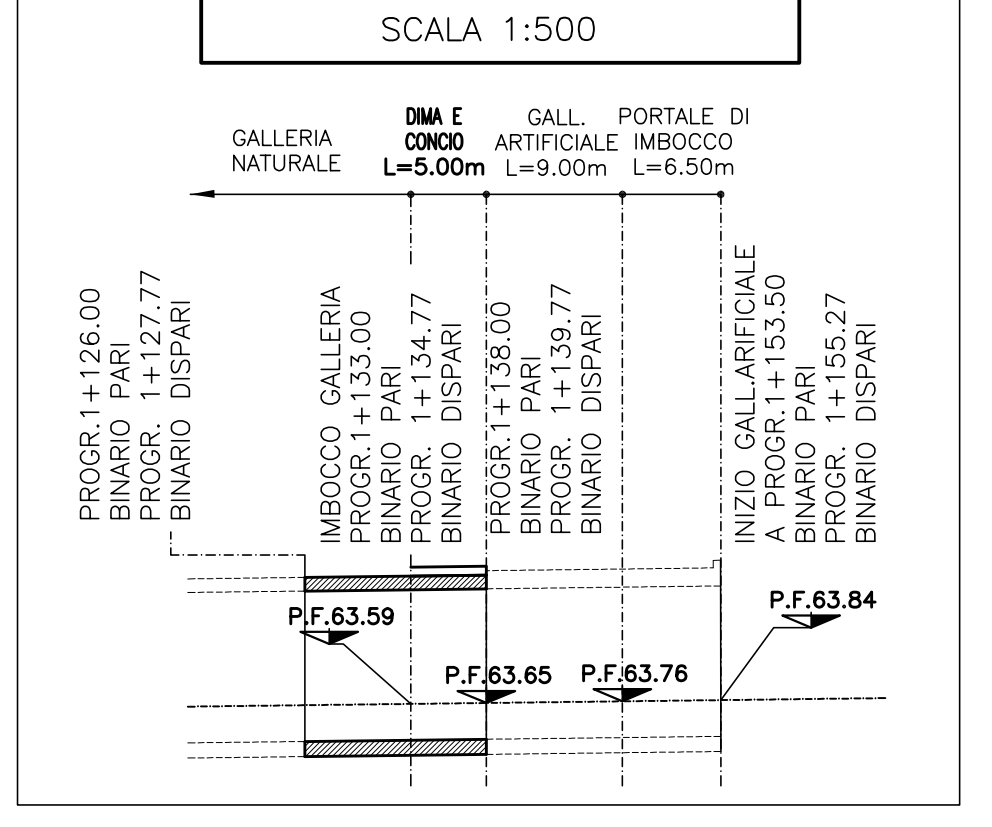 SCALA 1:500
GALLERIA
NATURALE
DIMA E
CONCIO
L=5.00m
GALL.
ARTIFICIALE
L=9.00m
PORTALE DI
IMBOCCO
L=6.50m
PROGR.1+126.00
BINARIO PARI
PROGR. 1+127.77
BINARIO DISPARI
IMBOCCO GALLERIA
PROGR.1+133.00
BINARIO PARI
PROGR. 1+134.77
BINARIO DISPARI
PROGR.1+138.00
BINARIO PARI
PROGR. 1+139.77
BINARIO DISPARI
INIZIO GALL.ARIFICIALE
A PROGR.1+153.50
BINARIO PARI
PROGR. 1+155.27
BINARIO DISPARI
P.F.63.59
P.F.63.65
P.F.63.76
P.F.63.84